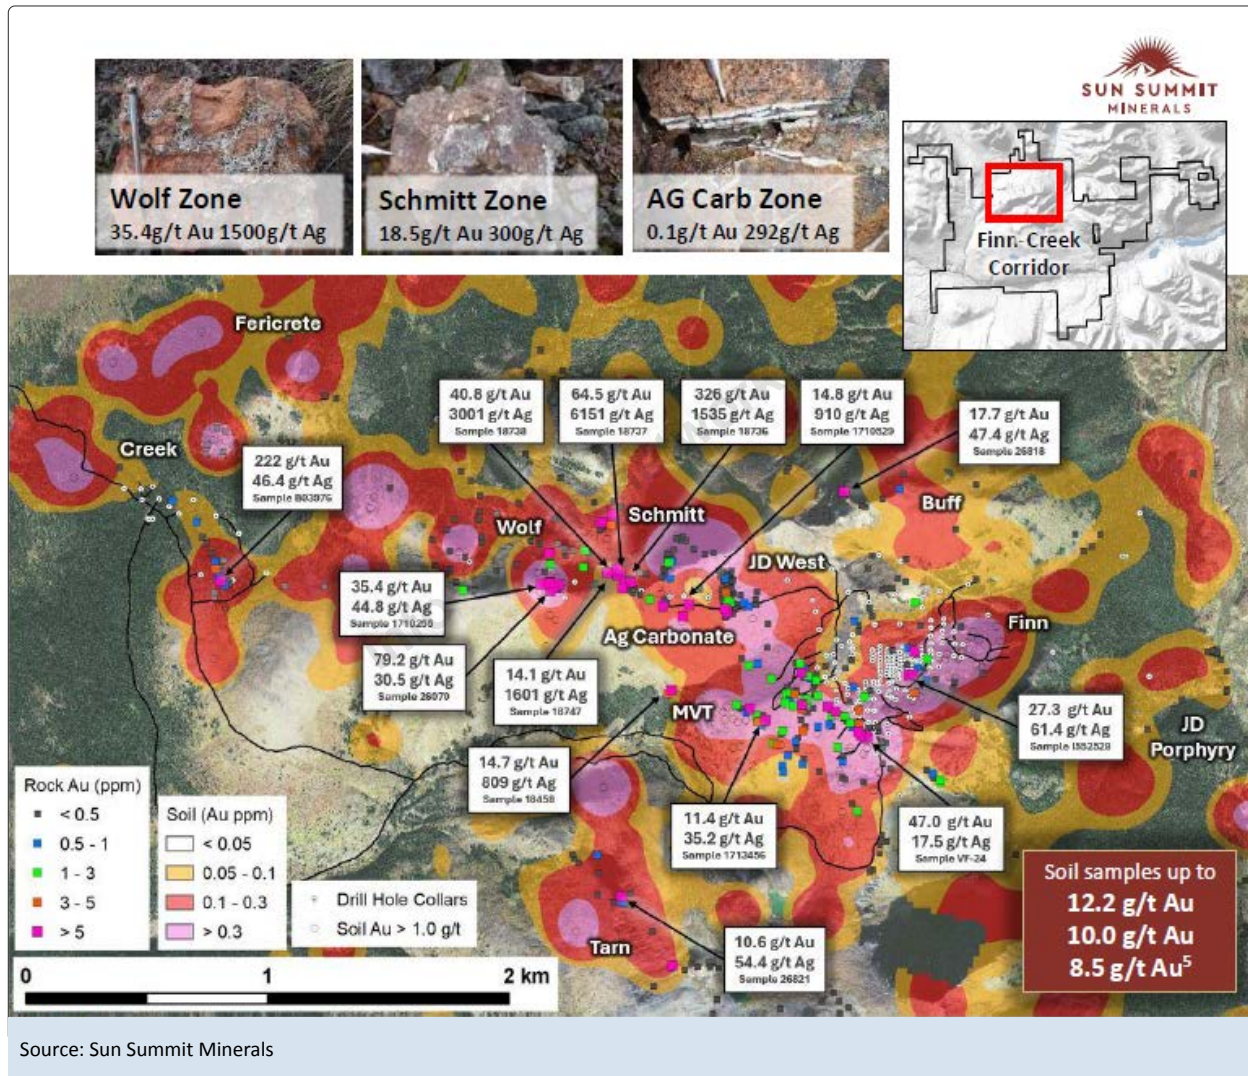 SUN SUMMIT
MINERALS
Wolf Zone
35.4g/t Au 1500g/t Ag
Schmitt Zone
18.5g/t Au 300g/t Ag
AG Carb Zone
0.1g/t Au 292g/t Ag
Finn-Creek
Corridor
Fericrete
40.8 g/t Au
3001 g/t Ag
Sample 18738
64.5 g/t Au
6151 g/t Ag
Sample 18737
326 g/t Au
1535 g/t Ag
Sample 18736
14.8 g/t Au
910 g/t Ag
Sample 1710529
17.7 g/t Au
47.4 g/t Ag
Sample 26818
Creek
222 g/t Au
46.4 g/t Ag
Wolf
Schmitt
Buff
JD West
35.4 g/t Au
44.8 g/t Ag
Ag Carbonate
Finn
79.2 g/t Au
30.5 g/t Ag
Sample 26070
14.1 g/t Au
1601 g/t Ag
Sample 18747
MVT
27.3 g/t Au
61.4 g/t Ag
JD
Porphyry
14.7 g/t Au
809 g/t Ag
Sample 18458
11.4 g/t Au
35.2 g/t Ag
Sample 1713456
47.0 g/t Au
17.5 g/t Ag
Sample VF-24
Rock Au (ppm)
< 0.5
0.5 - 1
1 - 3
3 - 5
> 5
Soil (Au ppm)
< 0.05
0.05 - 0.1
0.1 - 0.3
> 0.3
Drill Hole Collars
Soil Au > 1.0 g/t
Tarn
10.6 g/t Au
54.4 g/t Ag
Sample 26821
Soil samples up to
12.2 g/t Au
10.0 g/t Au
8.5 g/t Au⁵
0 1 2 km
Source: Sun Summit Minerals